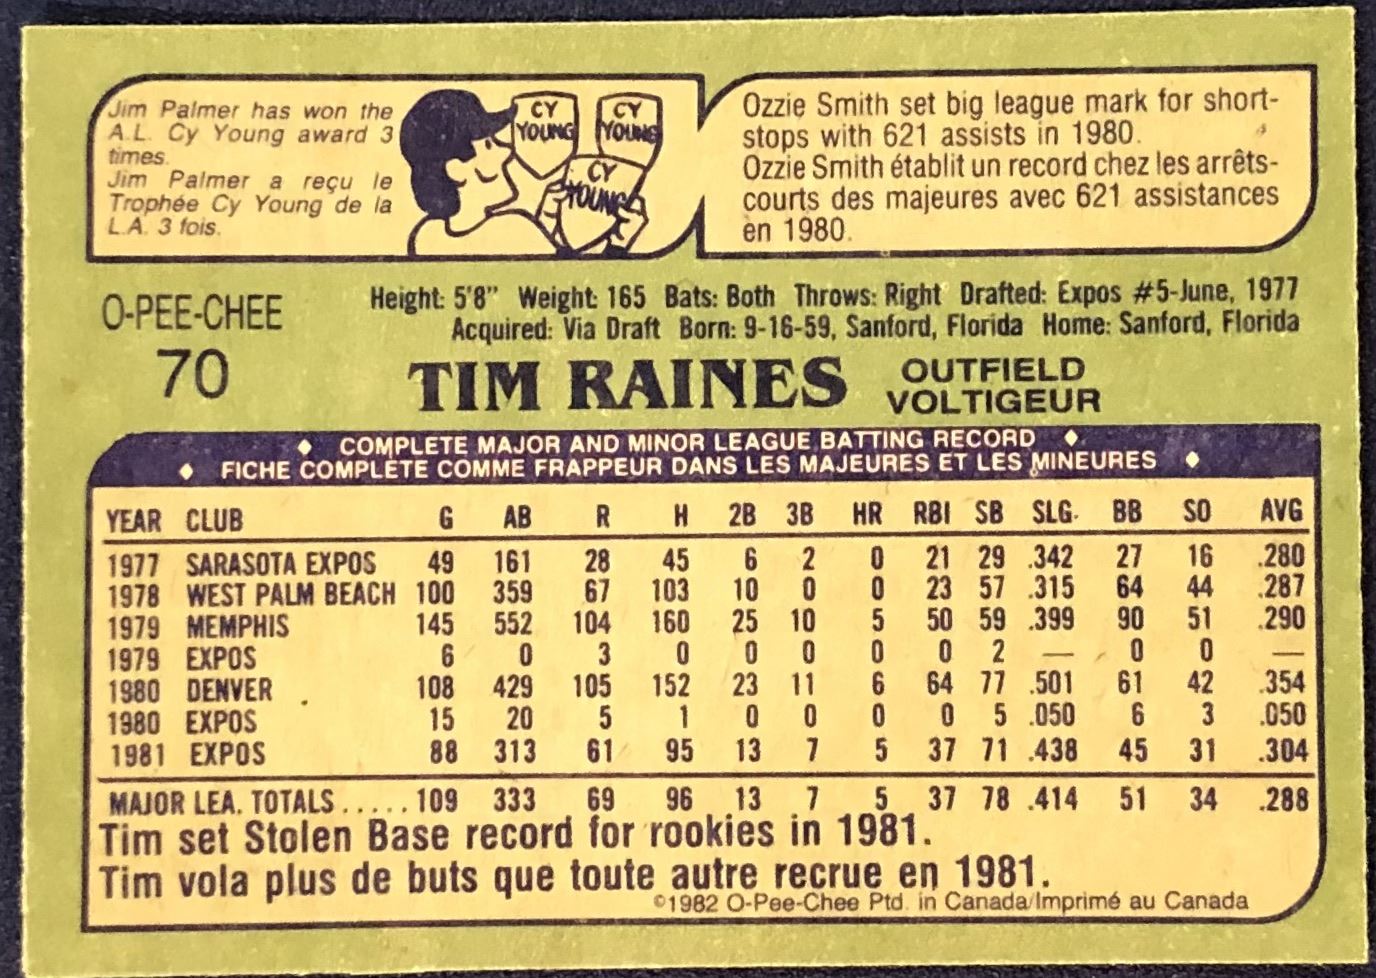 Jim Palmer has won the
A.L. Cy Young award 3
times.
Jim Palmer a reçu le
Trophée Cy Young de la
L.A. 3 fois.
CY
YOUNG
CY
YOUNG
CY
YOUNG
Ozzie Smith set big league mark for short-
stops with 621 assists in 1980.
Ozzie Smith établit un record chez les arrêts-
courts des majeures avec 621 assistances
en 1980.
O-PEE-CHEE
70
Height: 5'8" Weight: 165 Bats: Both Throws: Right Drafted: Expos #5-June, 1977
Acquired: Via Draft Born: 9-16-59, Sanford, Florida Home: Sanford, Florida
TIM RAINES
OUTFIELD
VOLTIGEUR
♦ COMPLETE MAJOR AND MINOR LEAGUE BATTING RECORD ♦
♦ FICHE COMPLÈTE COMME FRAPPEUR DANS LES MAJEURES ET LES MINEURES ♦
YEAR CLUB G AB R H 2B 3B HR RBI SB SLG. BB SO AVG
1977 SARASOTA EXPOS 49 161 28 45 6 2 0 21 29 .342 27 16 .280
1978 WEST PALM BEACH 100 359 67 103 10 0 0 23 57 .315 64 44 .287
1979 MEMPHIS 145 552 104 160 25 10 5 50 59 .399 90 51 .290
1979 EXPOS 6 0 3 0 0 0 0 0 2 — 0 0 —
1980 DENVER 108 429 105 152 23 11 6 64 77 .501 61 42 .354
1980 EXPOS 15 20 5 1 0 0 0 0 5 .050 6 3 .050
1981 EXPOS 88 313 61 95 13 7 5 37 71 .438 45 31 .304
MAJOR LEA. TOTALS ..... 109 333 69 96 13 7 5 37 78 .414 51 34 .288
Tim set Stolen Base record for rookies in 1981.
Tim vola plus de buts que toute autre recrue en 1981.
©1982 O-Pee-Chee Ptd. in Canada/Imprimé au Canada